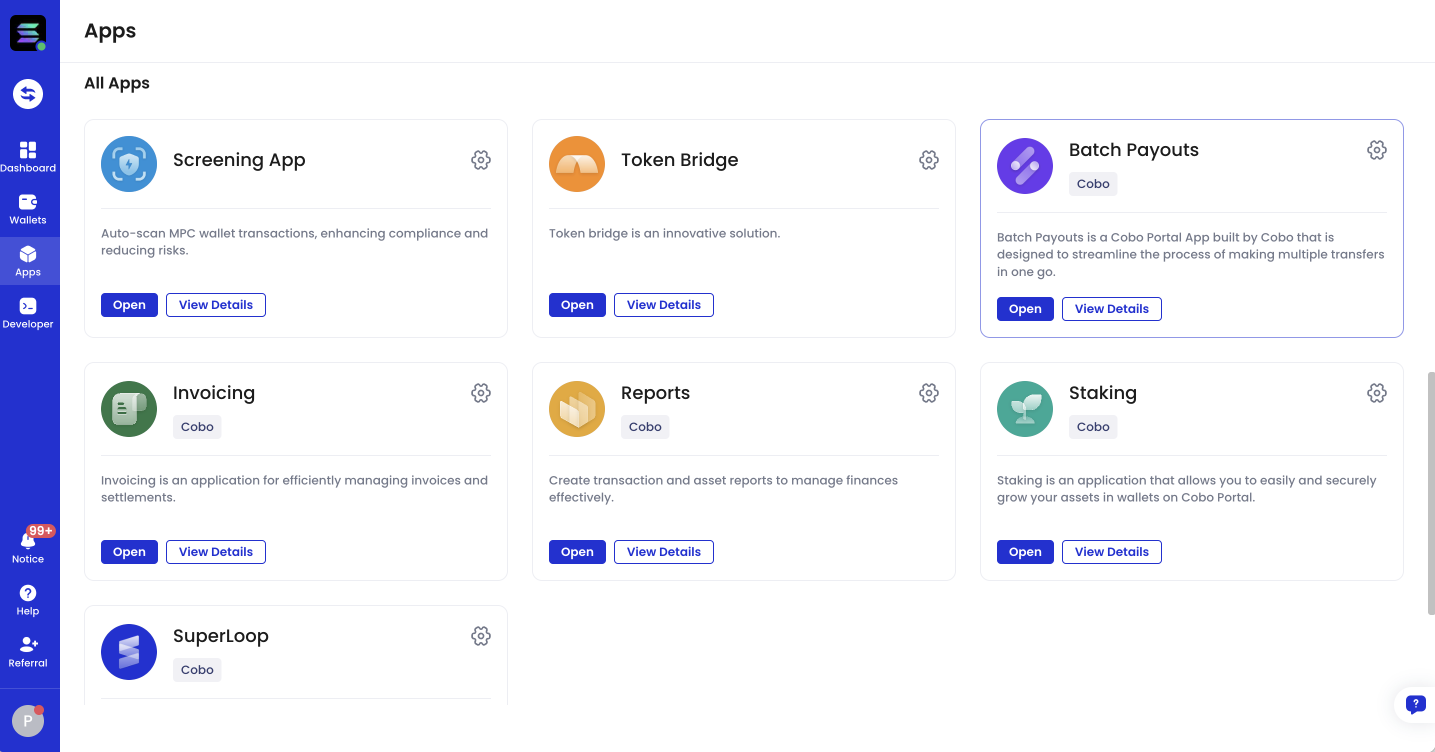 Apps
All Apps
Dashboard
Wallets
Apps
Developer
99+
Notice
Help
Referral
P
Screening App
Auto-scan MPC wallet transactions, enhancing compliance and
reducing risks.
Open
View Details
Token Bridge
Token bridge is an innovative solution.
Open
View Details
Batch Payouts
Cobo
Batch Payouts is a Cobo Portal App built by Cobo that is
designed to streamline the process of making multiple transfers
in one go.
Open
View Details
Invoicing
Cobo
Invoicing is an application for efficiently managing invoices and
settlements.
Open
View Details
Reports
Cobo
Create transaction and asset reports to manage finances
effectively.
Open
View Details
Staking
Cobo
Staking is an application that allows you to easily and securely
grow your assets in wallets on Cobo Portal.
Open
View Details
SuperLoop
Cobo